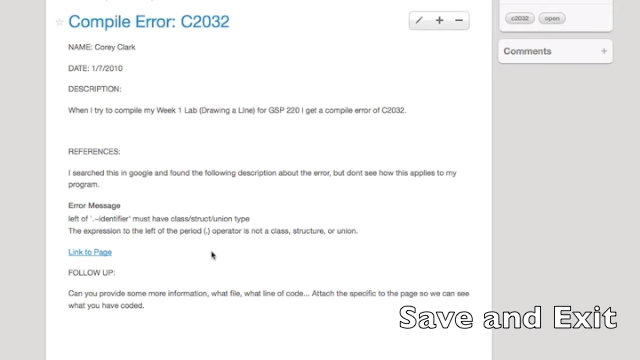 Compile Error: C2032
c2032 open
Comments +
NAME: Corey Clark
DATE: 1/7/2010
DESCRIPTION:
When I try to compile my Week 1 Lab (Drawing a LIne) for GSP 220 I get a compile error of C2032.
REFERENCES:
I searched this in google and found the following description about the error, but dont see how this applies to my
program.
Error Message
left of '.~identifier' must have class/struct/union type
The expression to the left of the period (.) operator is not a class, structure, or union.
Link to Page
FOLLOW UP:
Can you provide some more information, what file, what line of code... Attach the specific to the page so we can see
what you have coded.
Save and Exit